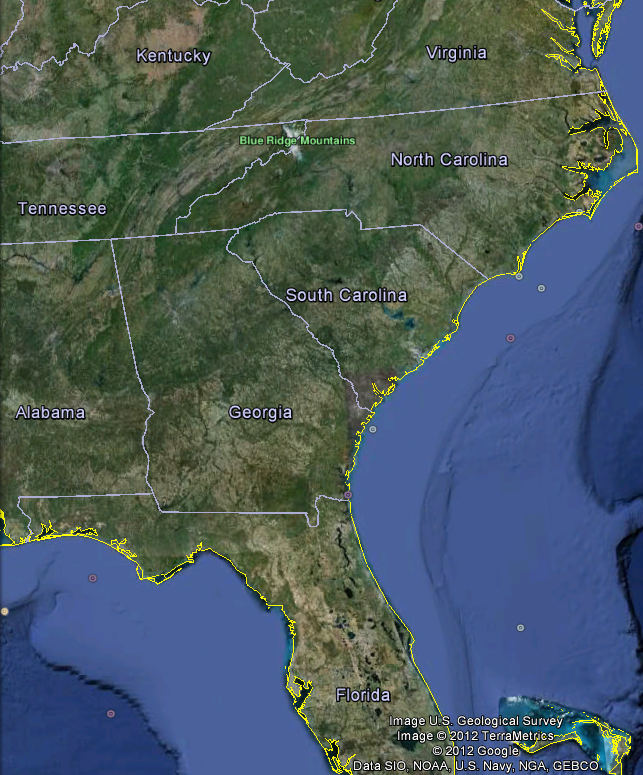 Kentucky
Virginia
Blue Ridge Mountains
North Carolina
Tennessee
South Carolina
Alabama
Georgia
Florida
Image U.S. Geological Survey
Image © 2012 TerraMetrics
© 2012 Google
Data SIO, NOAA, U.S. Navy, NGA, GEBCO